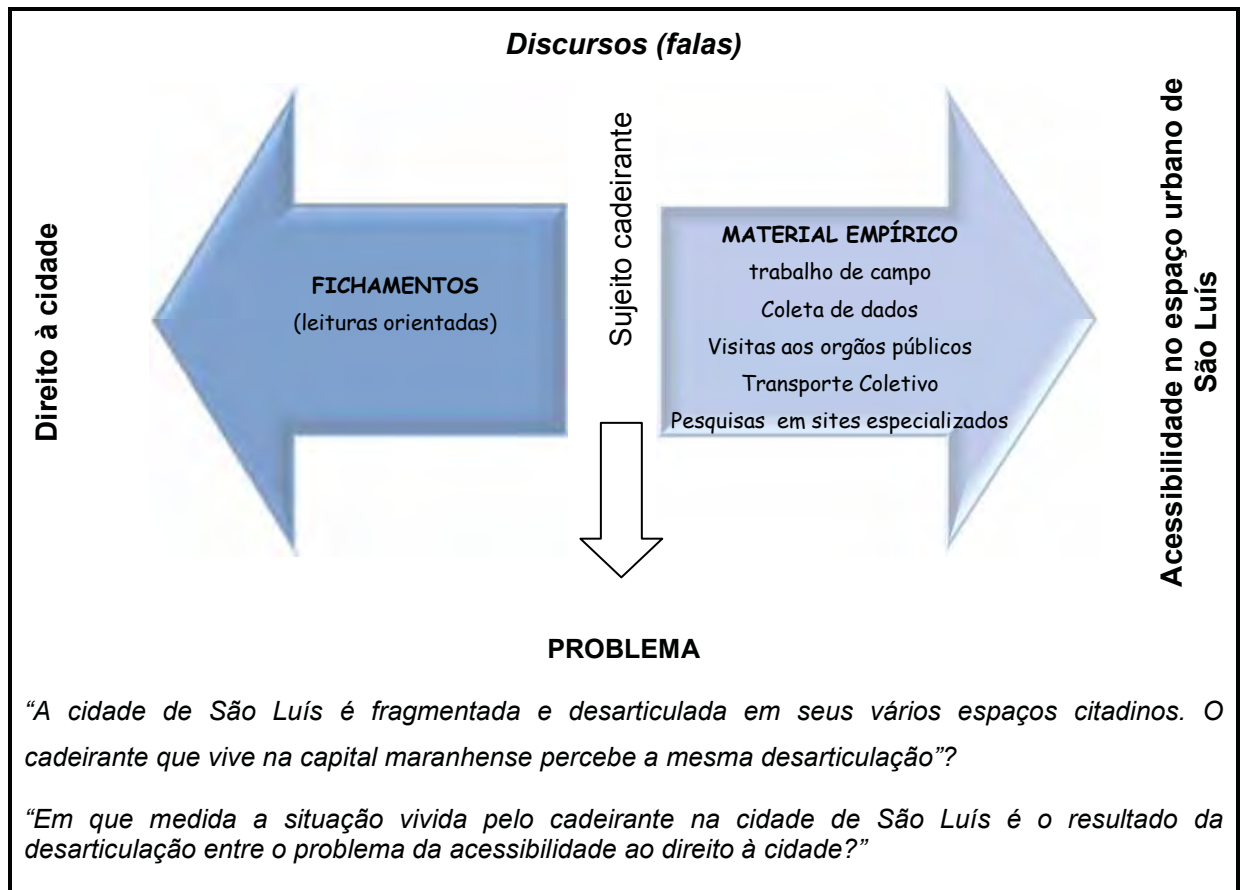 Discursos (falas)
Direito à cidade
FICHAMENTOS
(leituras orientadas)
Sujeito cadeirante
MATERIAL EMPÍRICO
trabalho de campo
Coleta de dados
Visitas aos orgãos públicos
Transporte Coletivo
Pesquisas em sites especializados
Acessibilidade no espaço urbano de
São Luís
PROBLEMA
“A cidade de São Luís é fragmentada e desarticulada em seus vários espaços citadinos. O
cadeirante que vive na capital maranhense percebe a mesma desarticulação”?
“Em que medida a situação vivida pelo cadeirante na cidade de São Luís é o resultado da
desarticulação entre o problema da acessibilidade ao direito à cidade?”